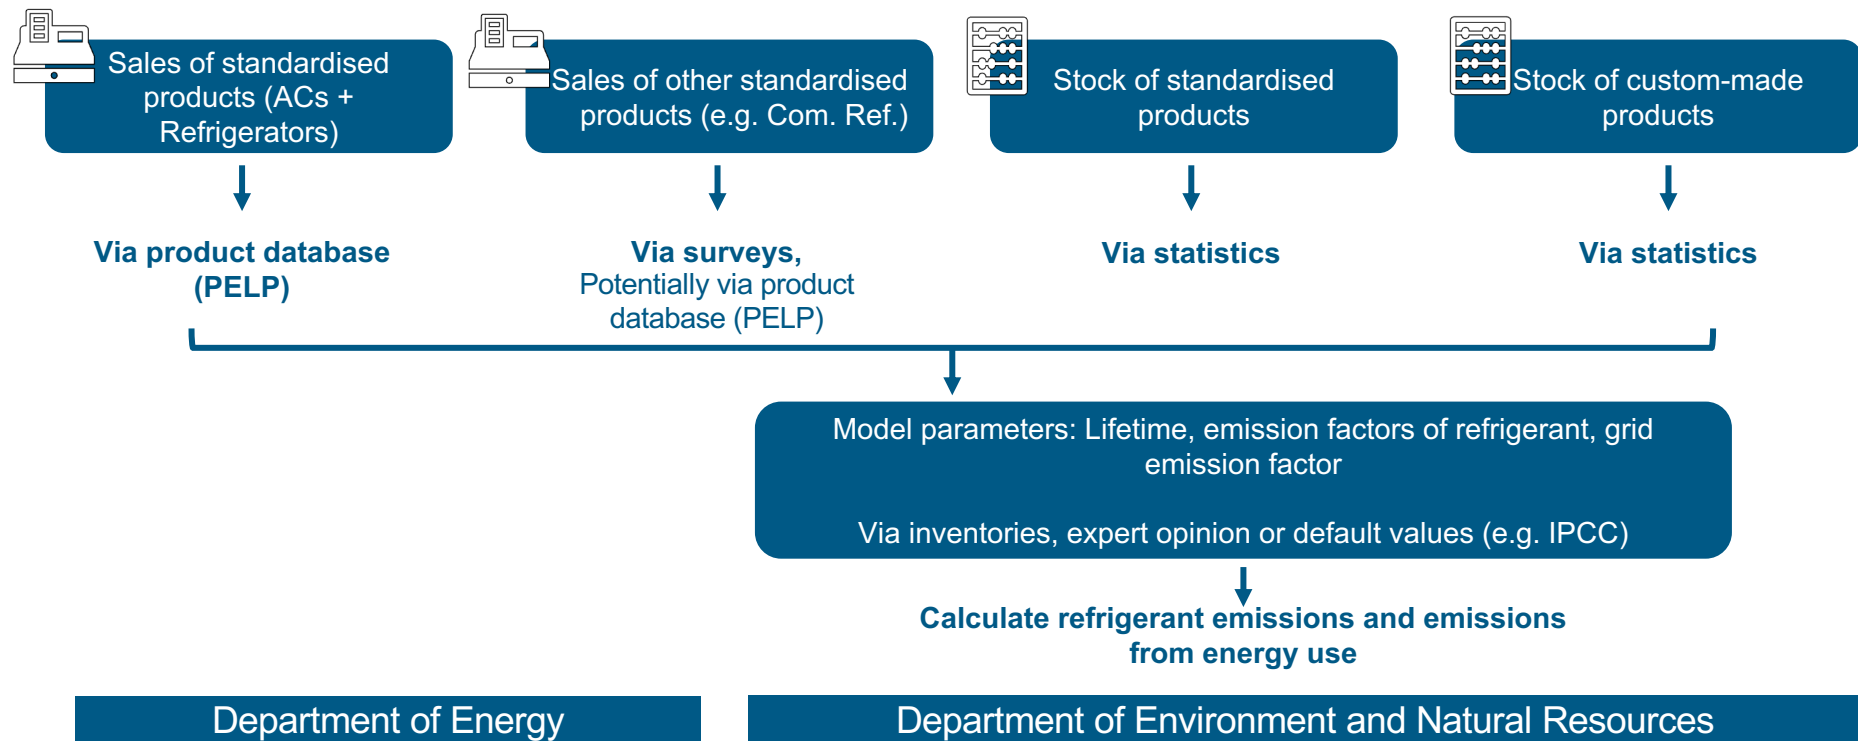 Sales of standardised
products (ACs +
Refrigerators)
Sales of other standardised
products (e.g. Com. Ref.)
Stock of standardised
products
Stock of custom-made
products
Via product database
(PELP)
Via surveys,
Potentially via product
database (PELP)
Via statistics
Via statistics
Model parameters: Lifetime, emission factors of refrigerant, grid
emission factor
Via inventories, expert opinion or default values (e.g. IPCC)
Calculate refrigerant emissions and emissions
from energy use
Department of Energy
Department of Environment and Natural Resources